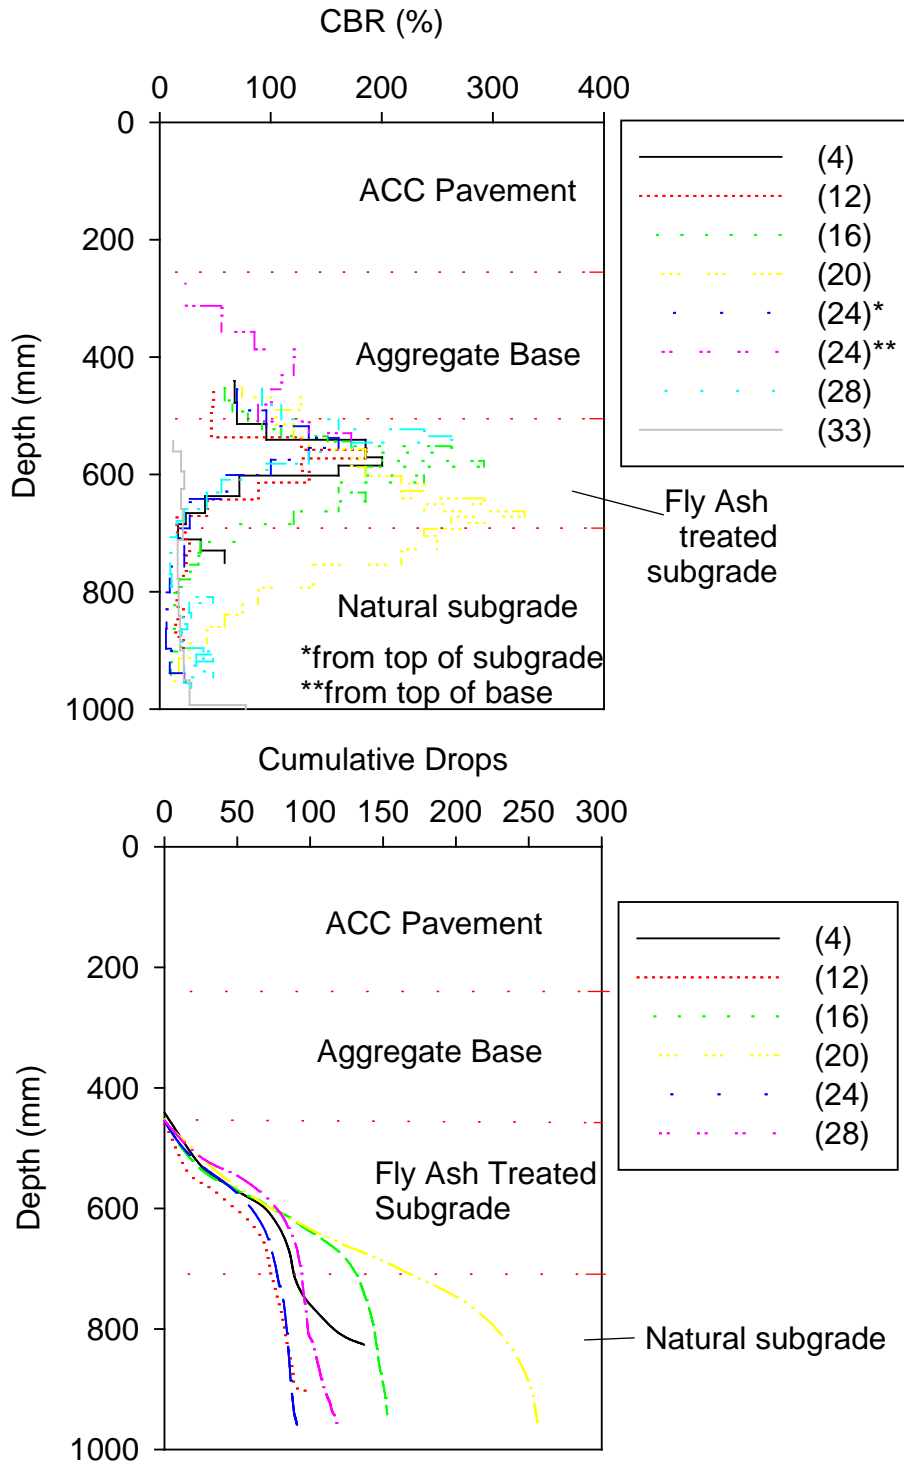 CBR (%)
0 100 200 300 400
0
200
400
600
800
1000
Depth (mm)
ACC Pavement
Aggregate Base
Fly Ash
treated
subgrade
Natural subgrade
*from top of subgrade
**from top of base
(4)
(12)
(16)
(20)
(24)*
(24)**
(28)
(33)
Cumulative Drops
0 50 100 150 200 250 300
0
200
400
600
800
1000
Depth (mm)
ACC Pavement
Aggregate Base
Fly Ash Treated
Subgrade
Natural subgrade
(4)
(12)
(16)
(20)
(24)
(28)